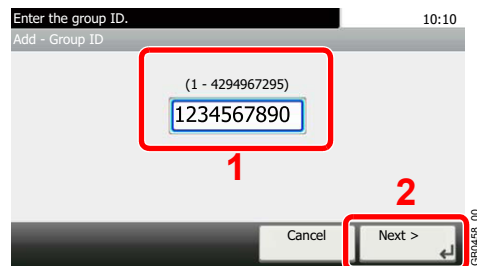 Enter the group ID.
10:10
Add - Group ID
(1 - 4294967295)
1234567890
1
2
Cancel
Next >
GB0458_00